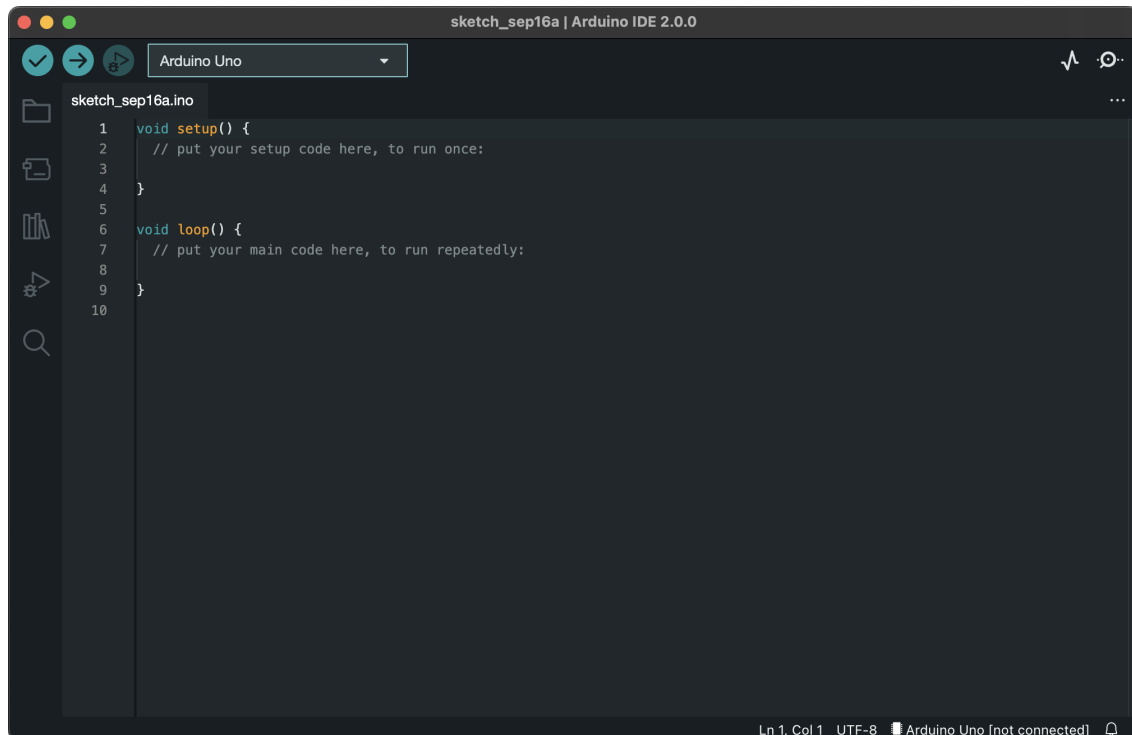 sketch_sep16a | Arduino IDE 2.0.0
Arduino Uno
sketch_sep16a.ino
1 void setup() {
2 // put your setup code here, to run once:
3
4 }
5
6 void loop() {
7 // put your main code here, to run repeatedly:
8
9 }
10
Ln 1, Col 1 UTF-8 Arduino Uno [not connected]